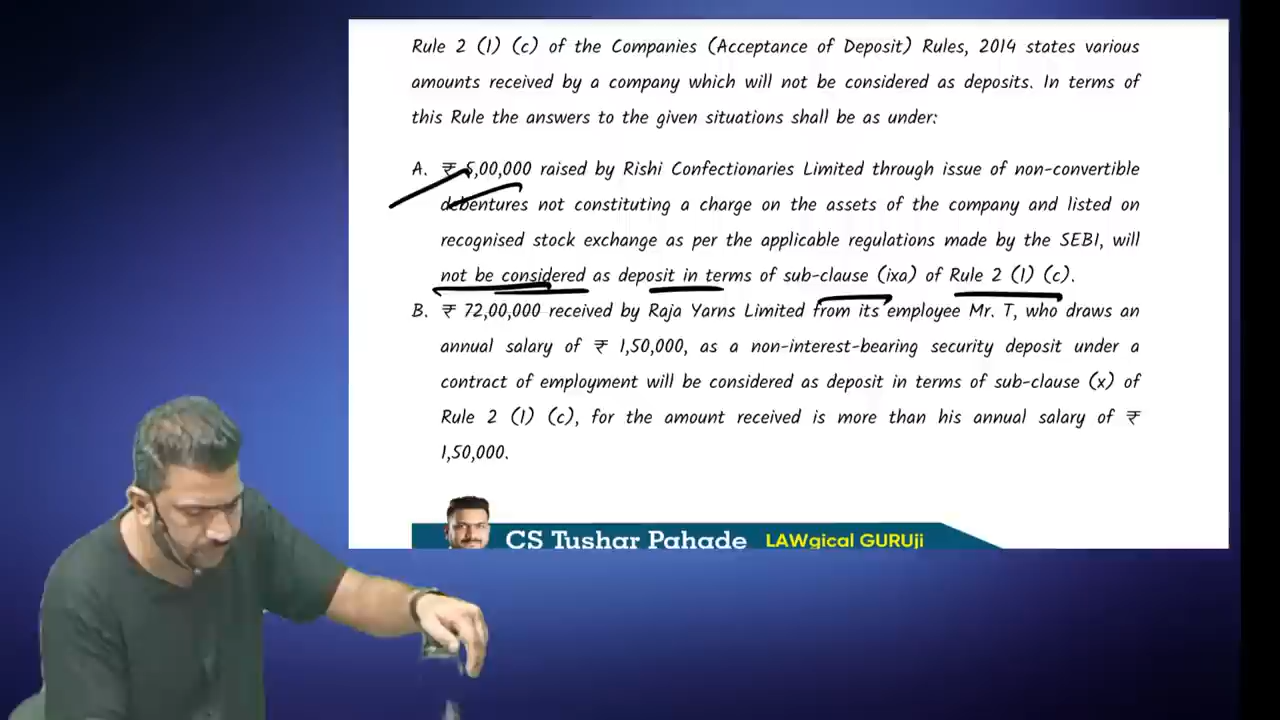 Rule 2 (1) (c) of the Companies (Acceptance of Deposit) Rules, 2014 states various
amounts received by a company which will not be considered as deposits. In terms of
this Rule the answers to the given situations shall be as under:
A. ₹ 5,00,000 raised by Rishi Confectionaries Limited through issue of non-convertible
debentures not constituting a charge on the assets of the company and listed on
recognised stock exchange as per the applicable regulations made by the SEBI, will
not be considered as deposit in terms of sub-clause (ixa) of Rule 2 (1) (c).
B. ₹ 72,00,000 received by Raja Yarns Limited from its employee Mr. T, who draws an
annual salary of ₹ 1,50,000, as a non-interest-bearing security deposit under a
contract of employment will be considered as deposit in terms of sub-clause (x) of
Rule 2 (1) (c), for the amount received is more than his annual salary of ₹
1,50,000.
CS Tushar Pahade LAWgical GURUji